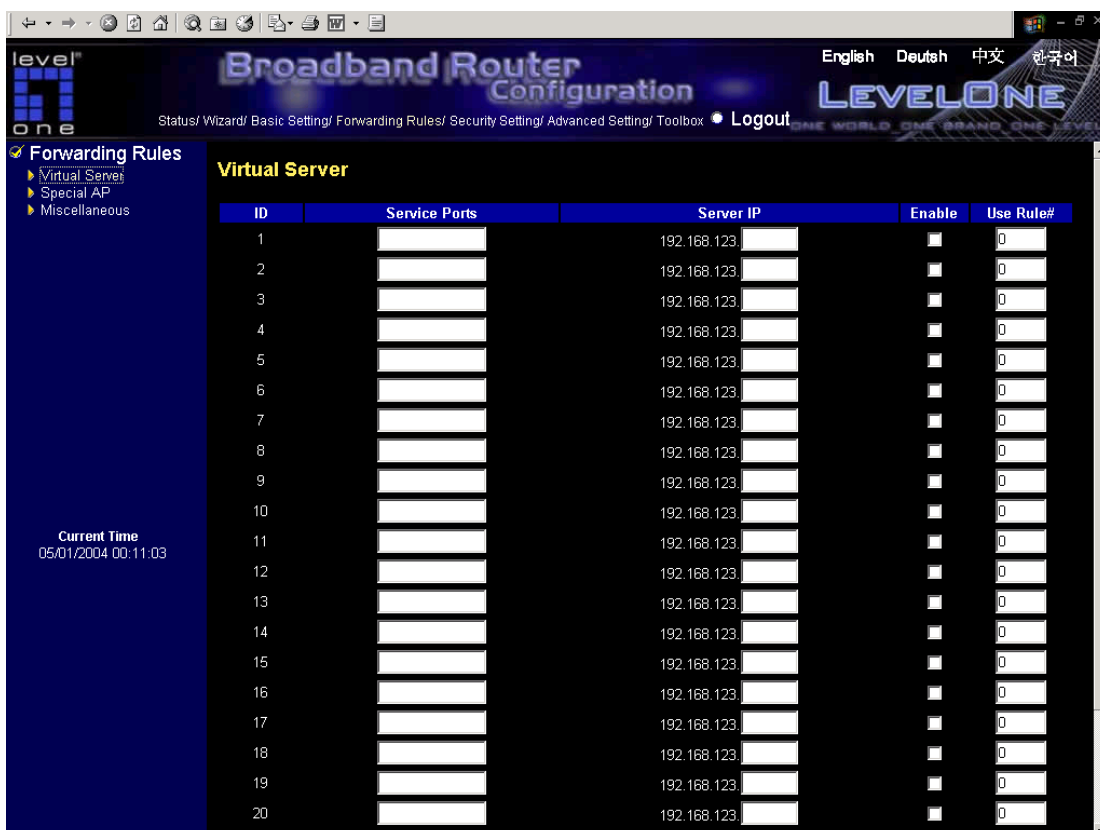 level"
one
Broadband Router
Configuration
English Deutsh 中文 한국어
LEVELONE
ONE WORLD_ONE BRAND_ONE LEVEL
Status/ Wizard/ Basic Setting/ Forwarding Rules/ Security Setting/ Advanced Setting/ Toolbox Logout
Forwarding Rules
Virtual Server
Special AP
Miscellaneous
Current Time
05/01/2004 00:11:03
Virtual Server
ID Service Ports Server IP Enable Use Rule#
1 192.168.123. 0
2 192.168.123. 0
3 192.168.123. 0
4 192.168.123. 0
5 192.168.123. 0
6 192.168.123. 0
7 192.168.123. 0
8 192.168.123. 0
9 192.168.123. 0
10 192.168.123. 0
11 192.168.123. 0
12 192.168.123. 0
13 192.168.123. 0
14 192.168.123. 0
15 192.168.123. 0
16 192.168.123. 0
17 192.168.123. 0
18 192.168.123. 0
19 192.168.123. 0
20 192.168.123. 0